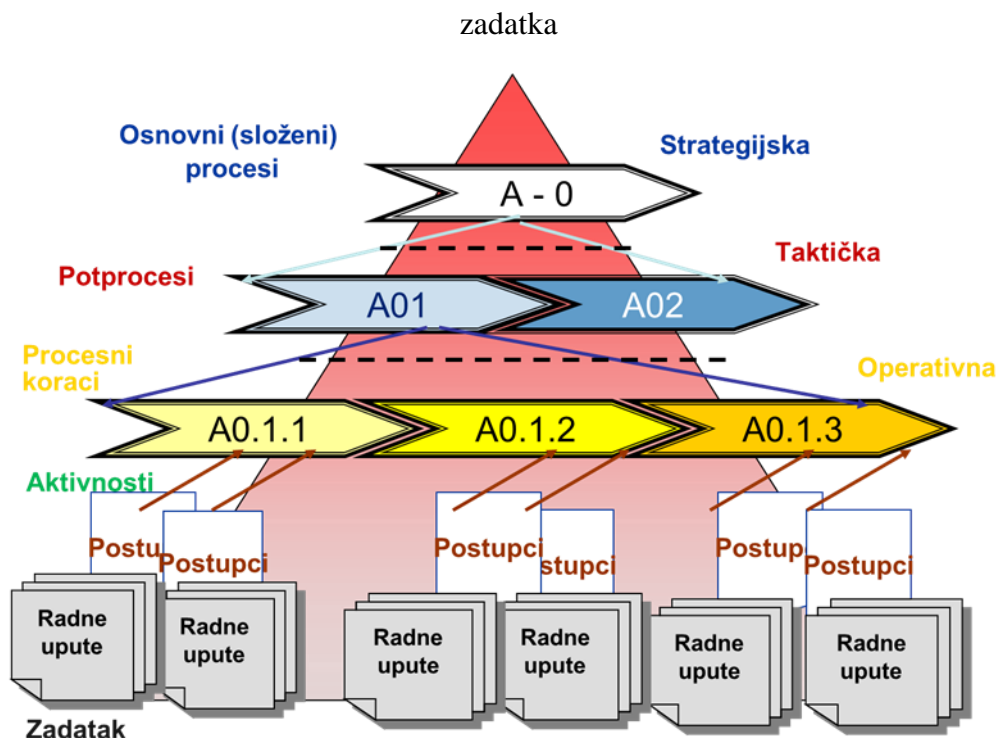 zadatka
Osnovni (složeni)
procesi
Strategijska
A - 0
Potprocesi
Taktička
A01
A02
Procesni
koraci
Operativna
A0.1.1
A0.1.2
A0.1.3
Aktivnosti
Postu
Postupci
Postupci
stupci
Postup
Postupci
Radne
upute
Radne
upute
Radne
upute
Radne
upute
Radne
upute
Radne
upute
Zadatak